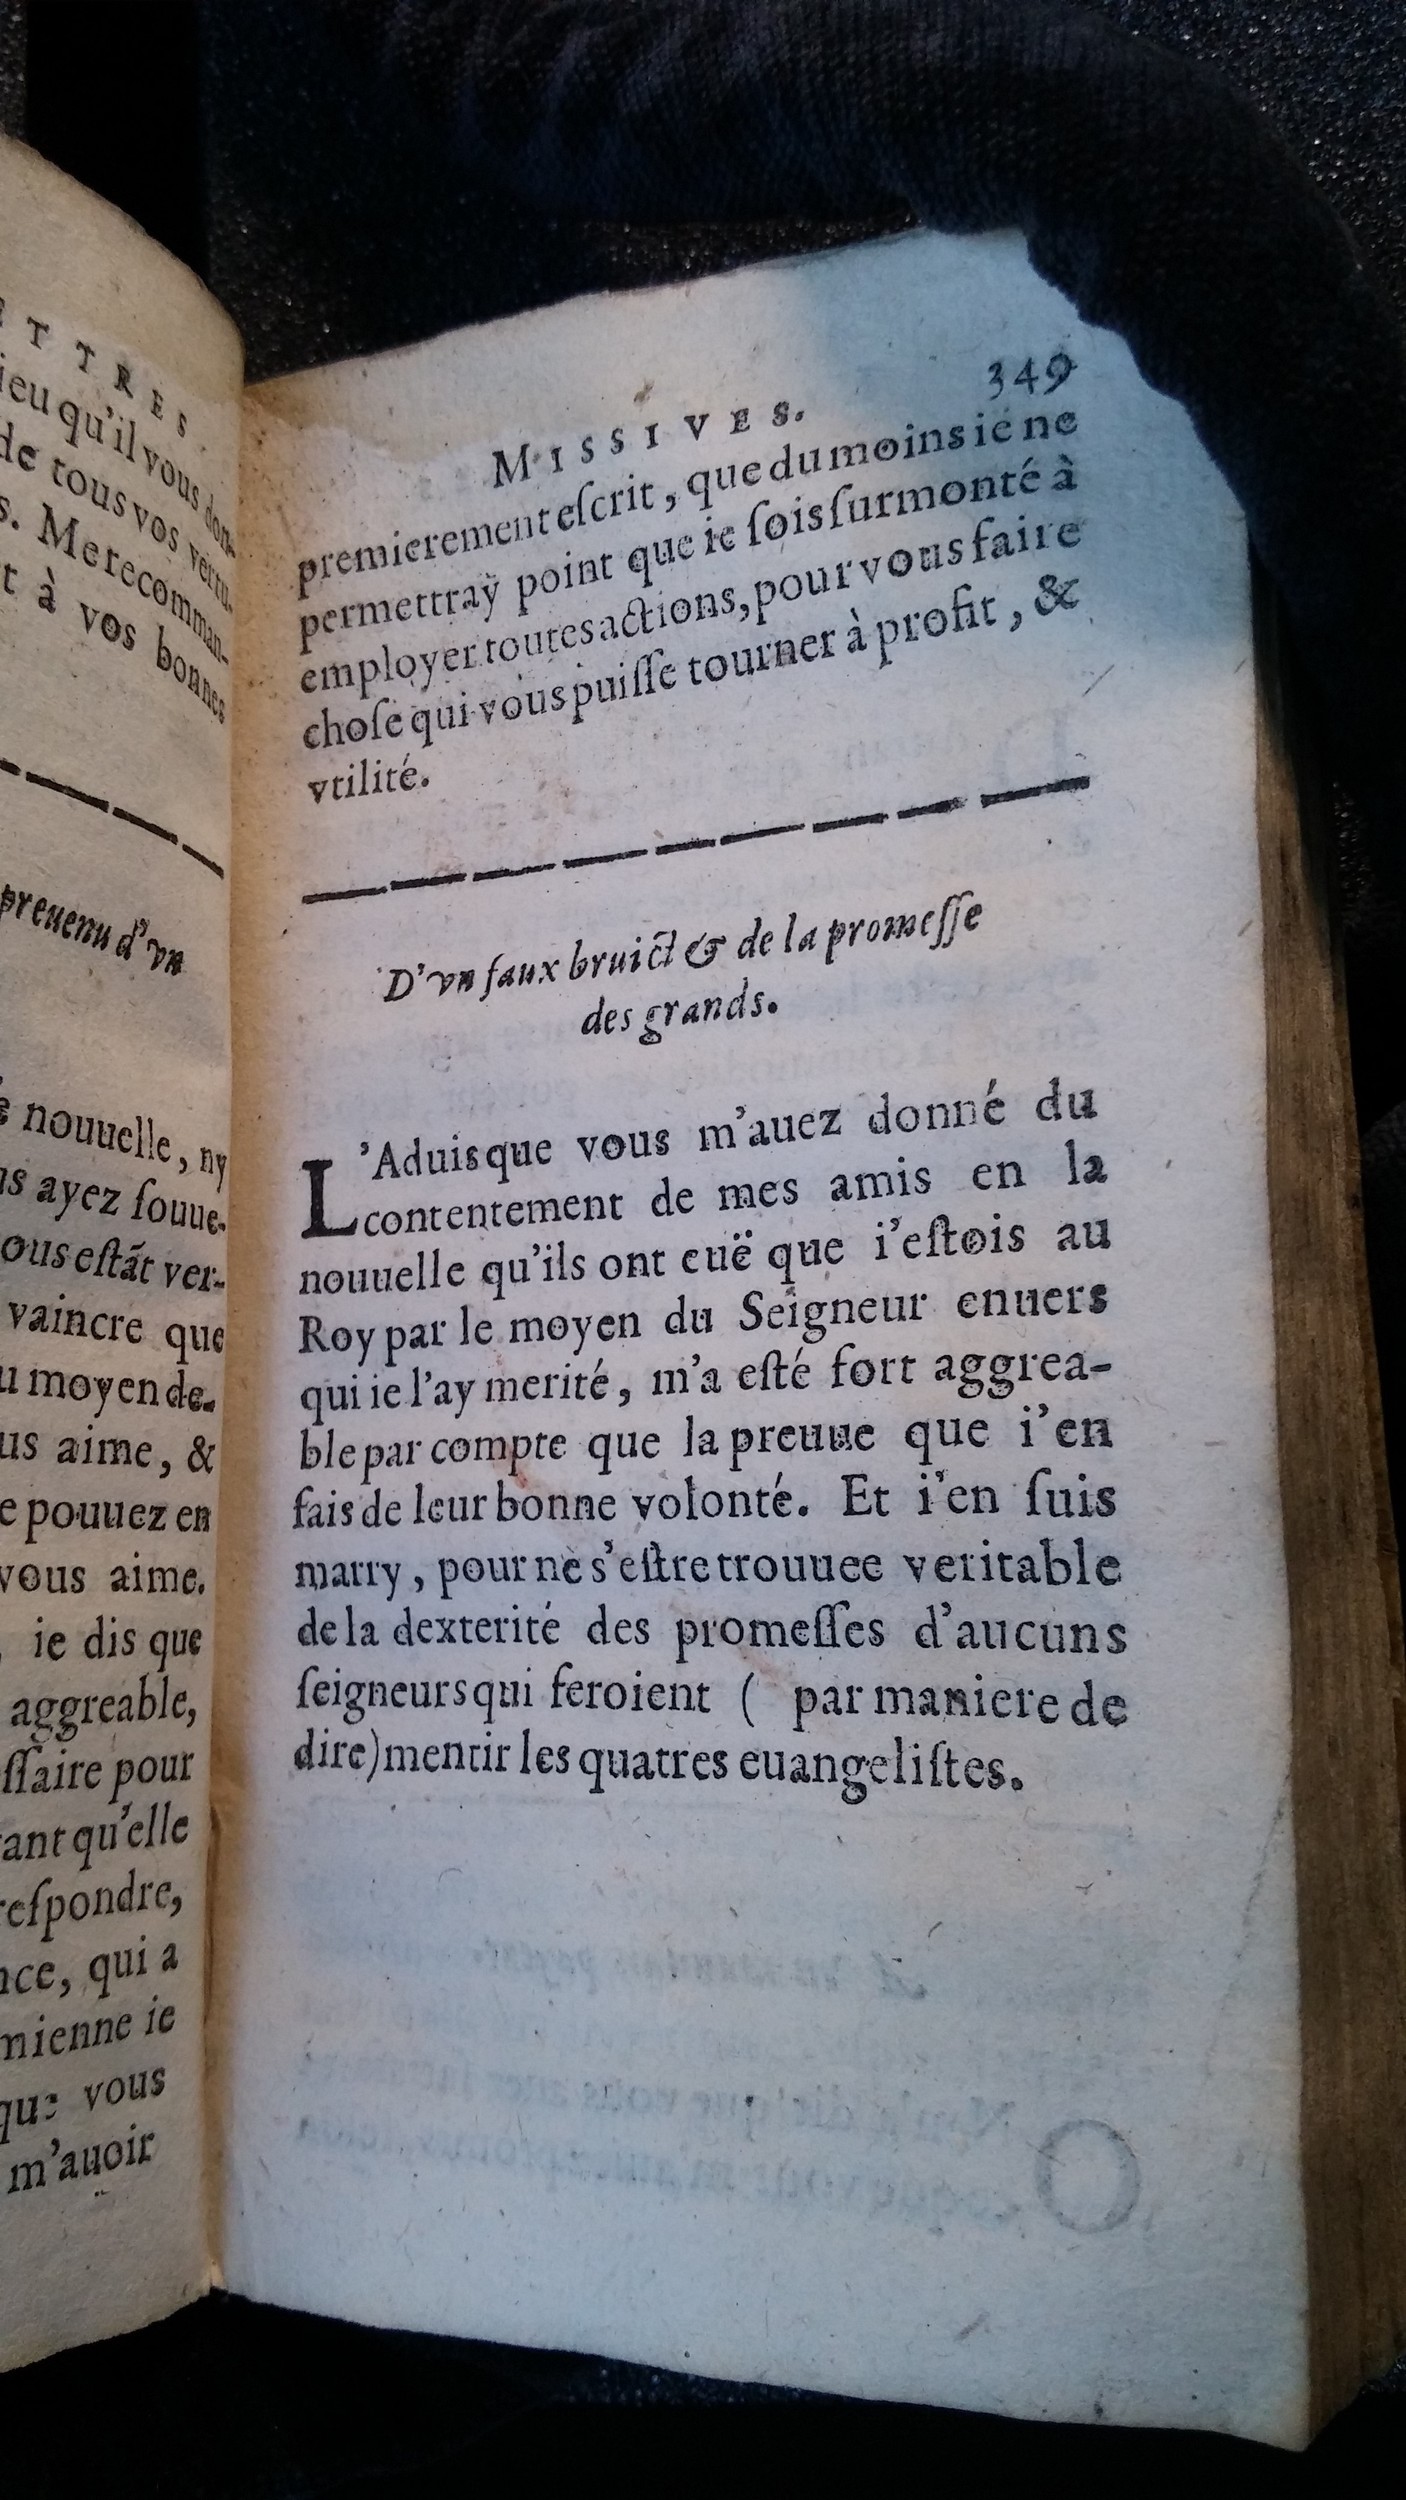 TTRES.
ieu qu'il vous don-
de tous vos vertu-
s. Me recomman-
t à vos bonnes
preuenu d'vn
nouuelle, ny
us ayez ſouue-
ous eſtãt ver-
vaincre que
u moyen de-
us aime, &
e pouuez en
vous aime.
ie dis que
aggreable,
ſſaire pour
tant qu'elle
reſpondre,
nce, qui a
mienne ie
que vous
m'auoir
MISSIVES. 349
premierement eſcrit, que du moins ie ne
permettray point que ie ſois ſurmonté à
employer toutes actions, pour vous faire
choſe qui vous puiſſe tourner à profit, &
vtilité.
D'vn faux bruict & de la promeſſe
des grands.
L'Aduis que vous m'auez donné du
contentement de mes amis en la
nouuelle qu'ils ont euë que i'eſtois au
Roy par le moyen du Seigneur enuers
qui ie l'ay merité, m'a eſté fort aggrea-
ble par compte que la preuue que i'en
fais de leur bonne volonté. Et i'en ſuis
marry, pour ne s'eſtre trouuee veritable
de la dexterité des promeſſes d'aucuns
ſeigneurs qui feroient ( par maniere de
dire) mentir les quatres euangeliſtes.